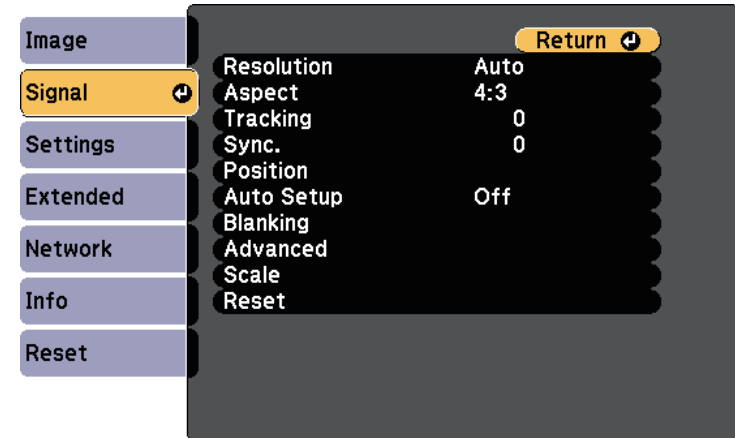 Image
Signal
Settings
Extended
Network
Info
Reset
Return
Resolution Auto
Aspect 4:3
Tracking 0
Sync. 0
Position
Auto Setup Off
Blanking
Advanced
Scale
Reset